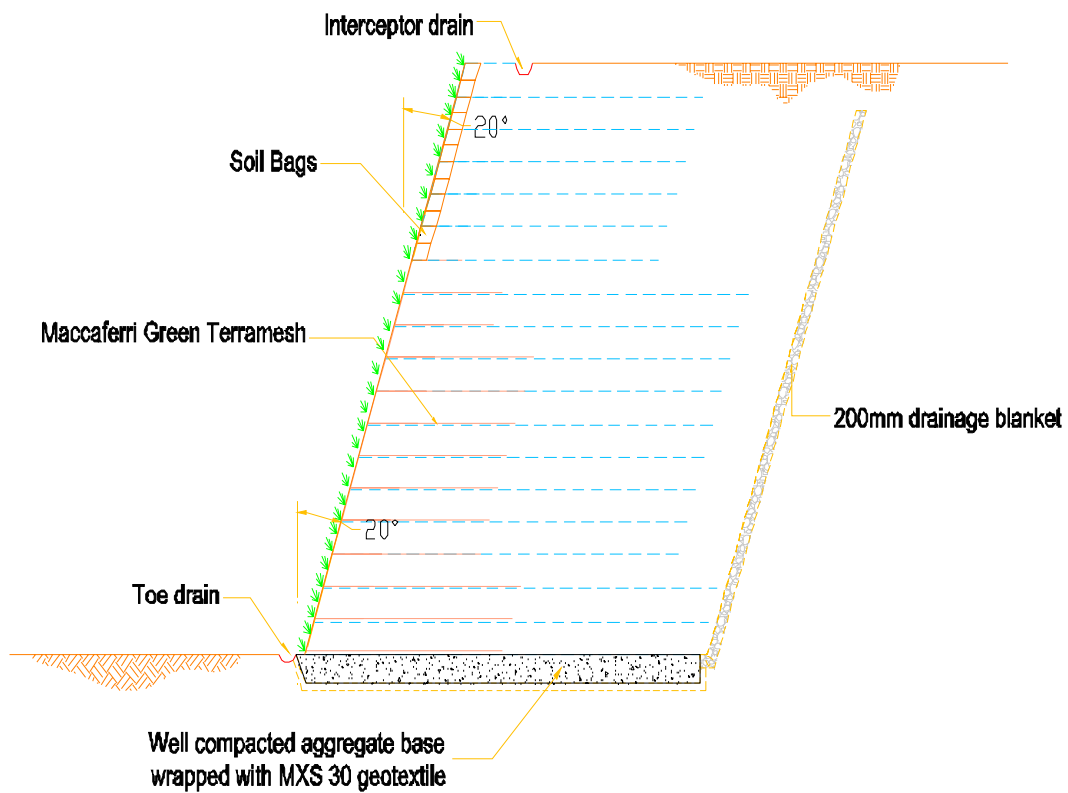 Interceptor drain
20°
Soil Bags
Maccaferri Green Terramesh
200mm drainage blanket
20°
Toe drain
Well compacted aggregate base
wrapped with MXS 30 geotextile